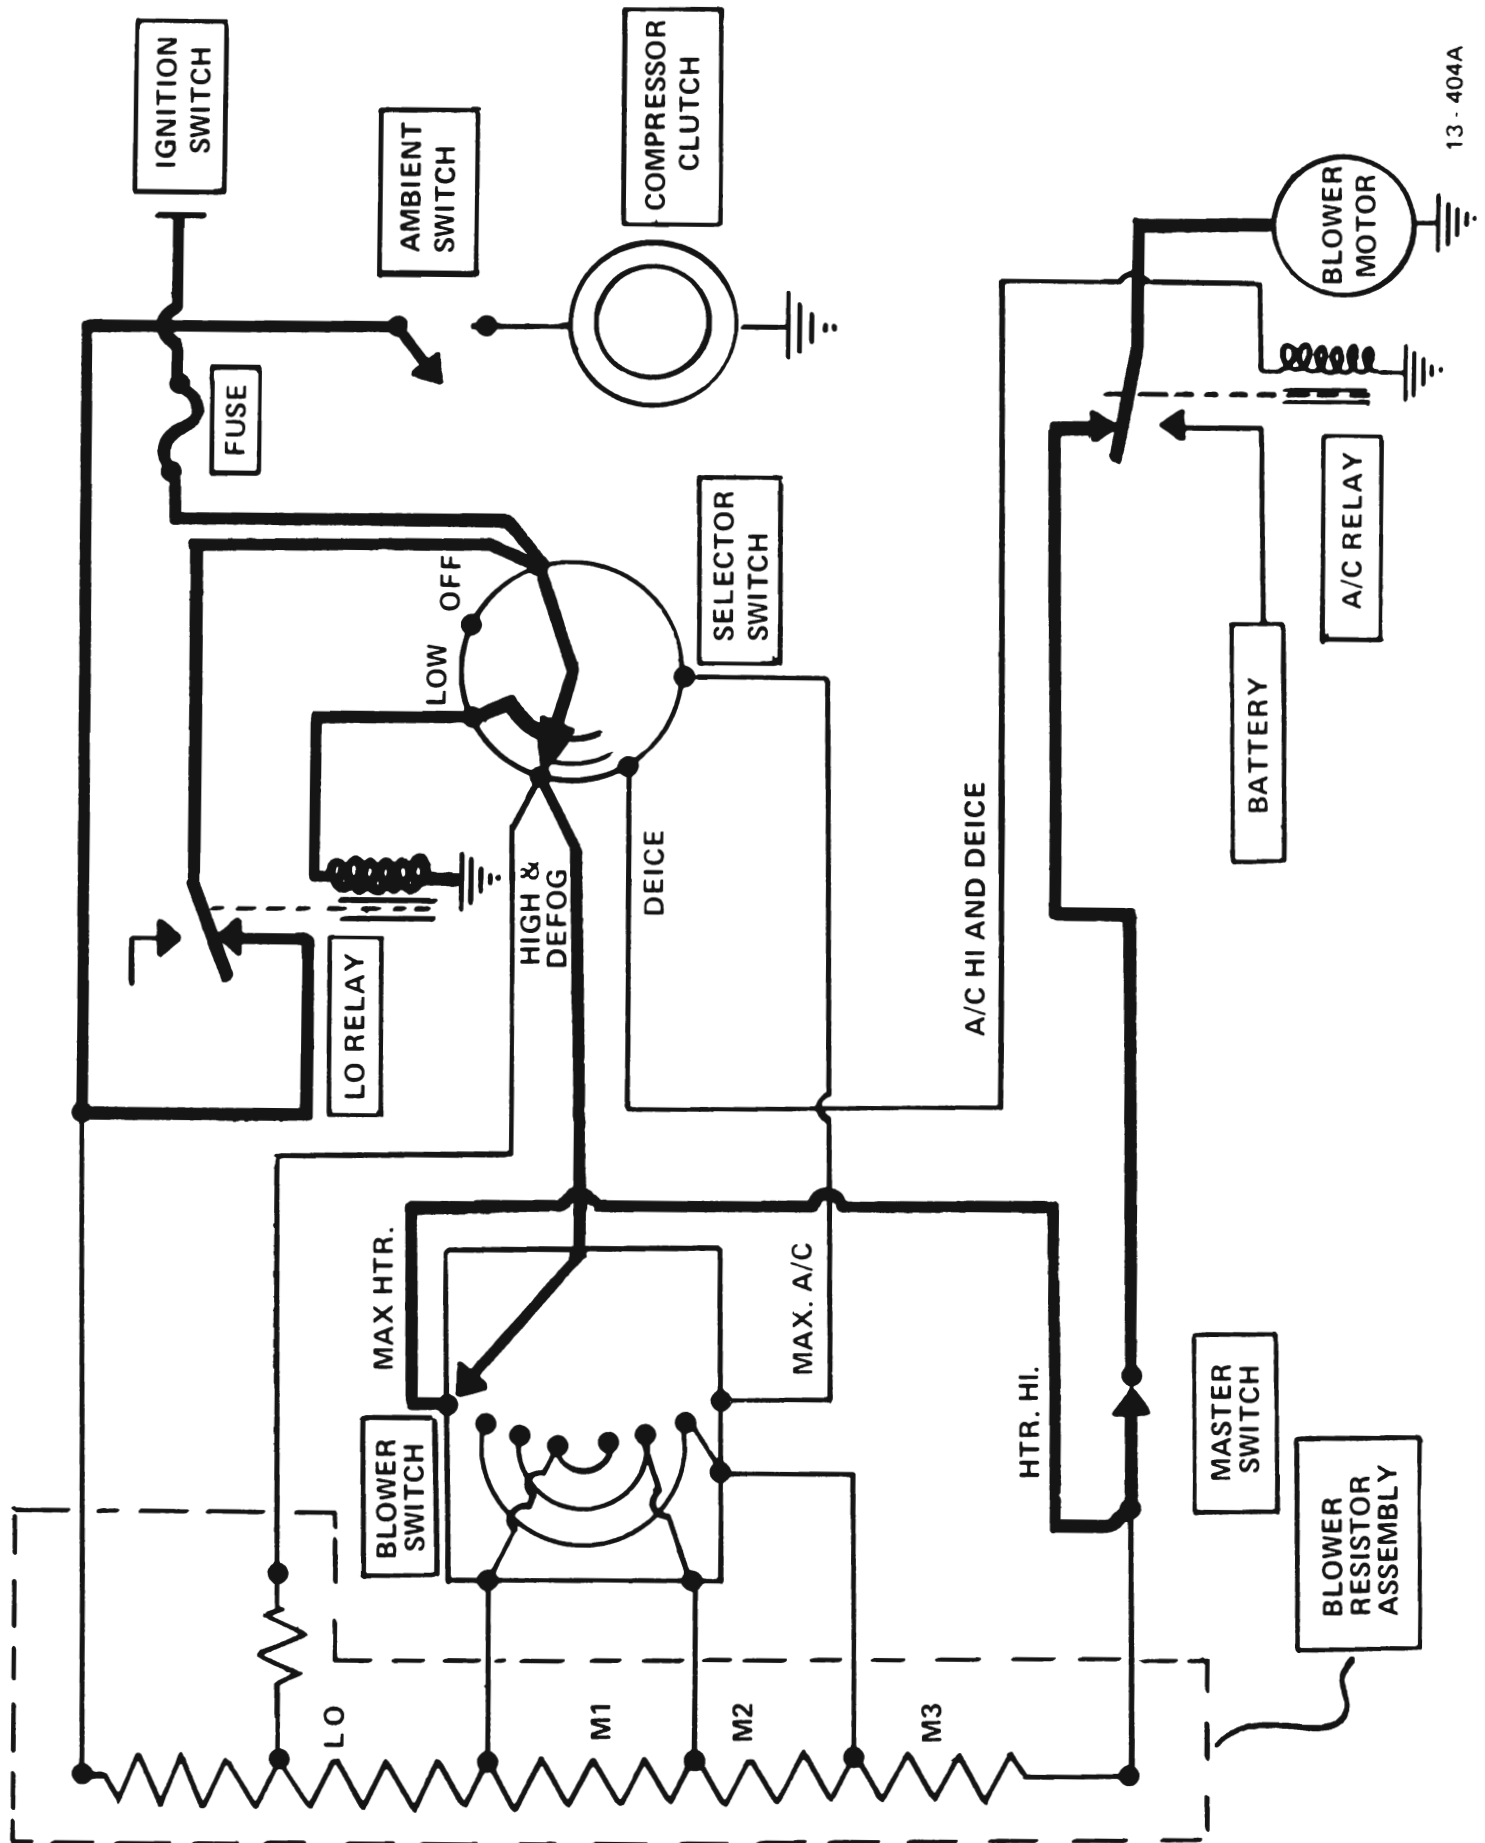 IGNITION
SWITCH
AMBIENT
SWITCH
COMPRESSOR
CLUTCH
13 - 404A
FUSE
BLOWER
MOTOR
OFF
LOW
SELECTOR
SWITCH
A/C RELAY
BATTERY
HIGH &
DEFOG
DEICE
A/C HI AND DEICE
LO RELAY
MAX HTR.
MAX. A/C
HTR. HI.
BLOWER
SWITCH
MASTER
SWITCH
BLOWER
RESISTOR
ASSEMBLY
LO
M1
M2
M3